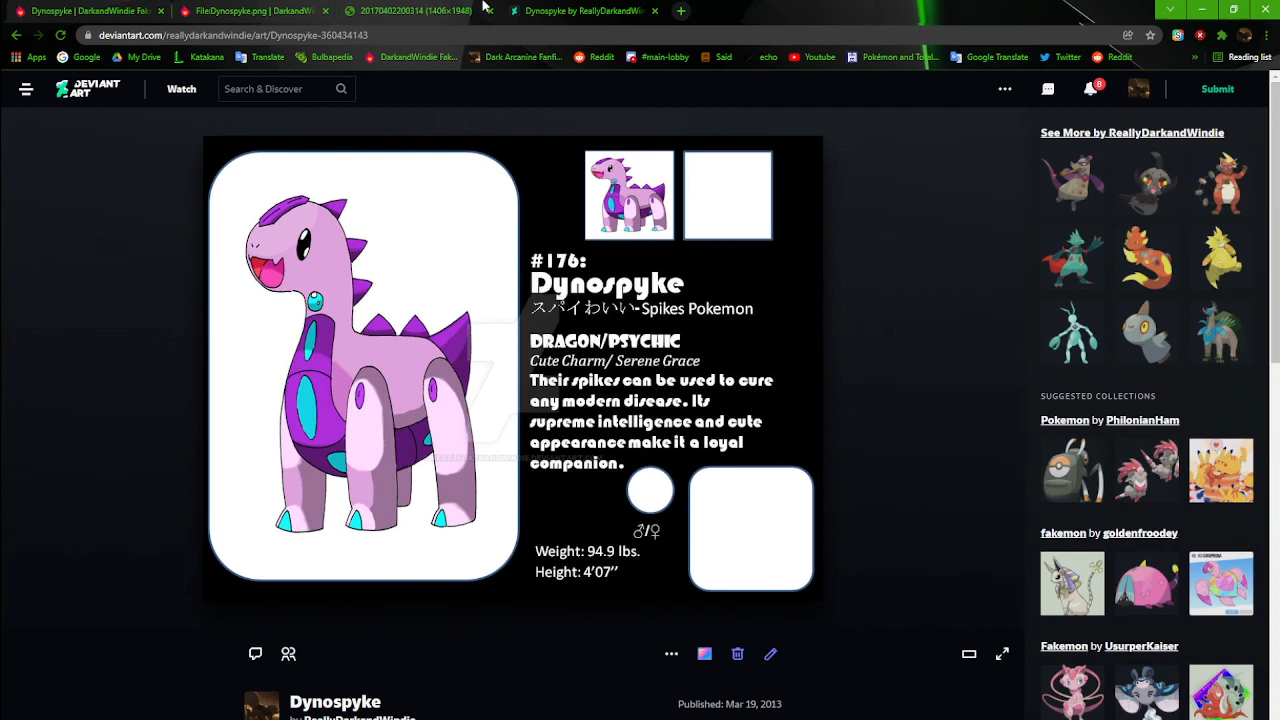 Dynospyke | DarkandWindie Fak
File:Dynospyke.png | DarkandW
20170402200314 (1406×1948)
Dynospyke by ReallyDarkandWin
deviantart.com/reallydarkandwindie/art/Dynospyke-360434143
Apps
Google
My Drive
Katakana
Translate
Bulbapedia
DarkandWindie Fak...
Dark Arcanine Fanfi...
Reddit
#main-lobby
Said
echo
Youtube
Pokémon and Total...
Google Translate
Twitter
Reddit
»
Reading list
DEVIANT
ART
Watch
Search & Discover
8
Submit
See More by ReallyDarkandWindie
#176:
Dynospyke
スパイわいい-Spikes Pokemon
DRAGON/PSYCHIC
Cute Charm/ Serene Grace
Their spikes can be used to cure
any modern disease. Its
supreme intelligence and cute
appearance make it a loyal
companion.
♂/♀
Weight: 94.9 lbs.
Height: 4’07’’
SUGGESTED COLLECTIONS
Pokemon by PhilonianHam
fakemon by goldenfroodey
Fakemon by UsurperKaiser
Dynospyke
by ReallyDarkandWindie
Published: Mar 19, 2013